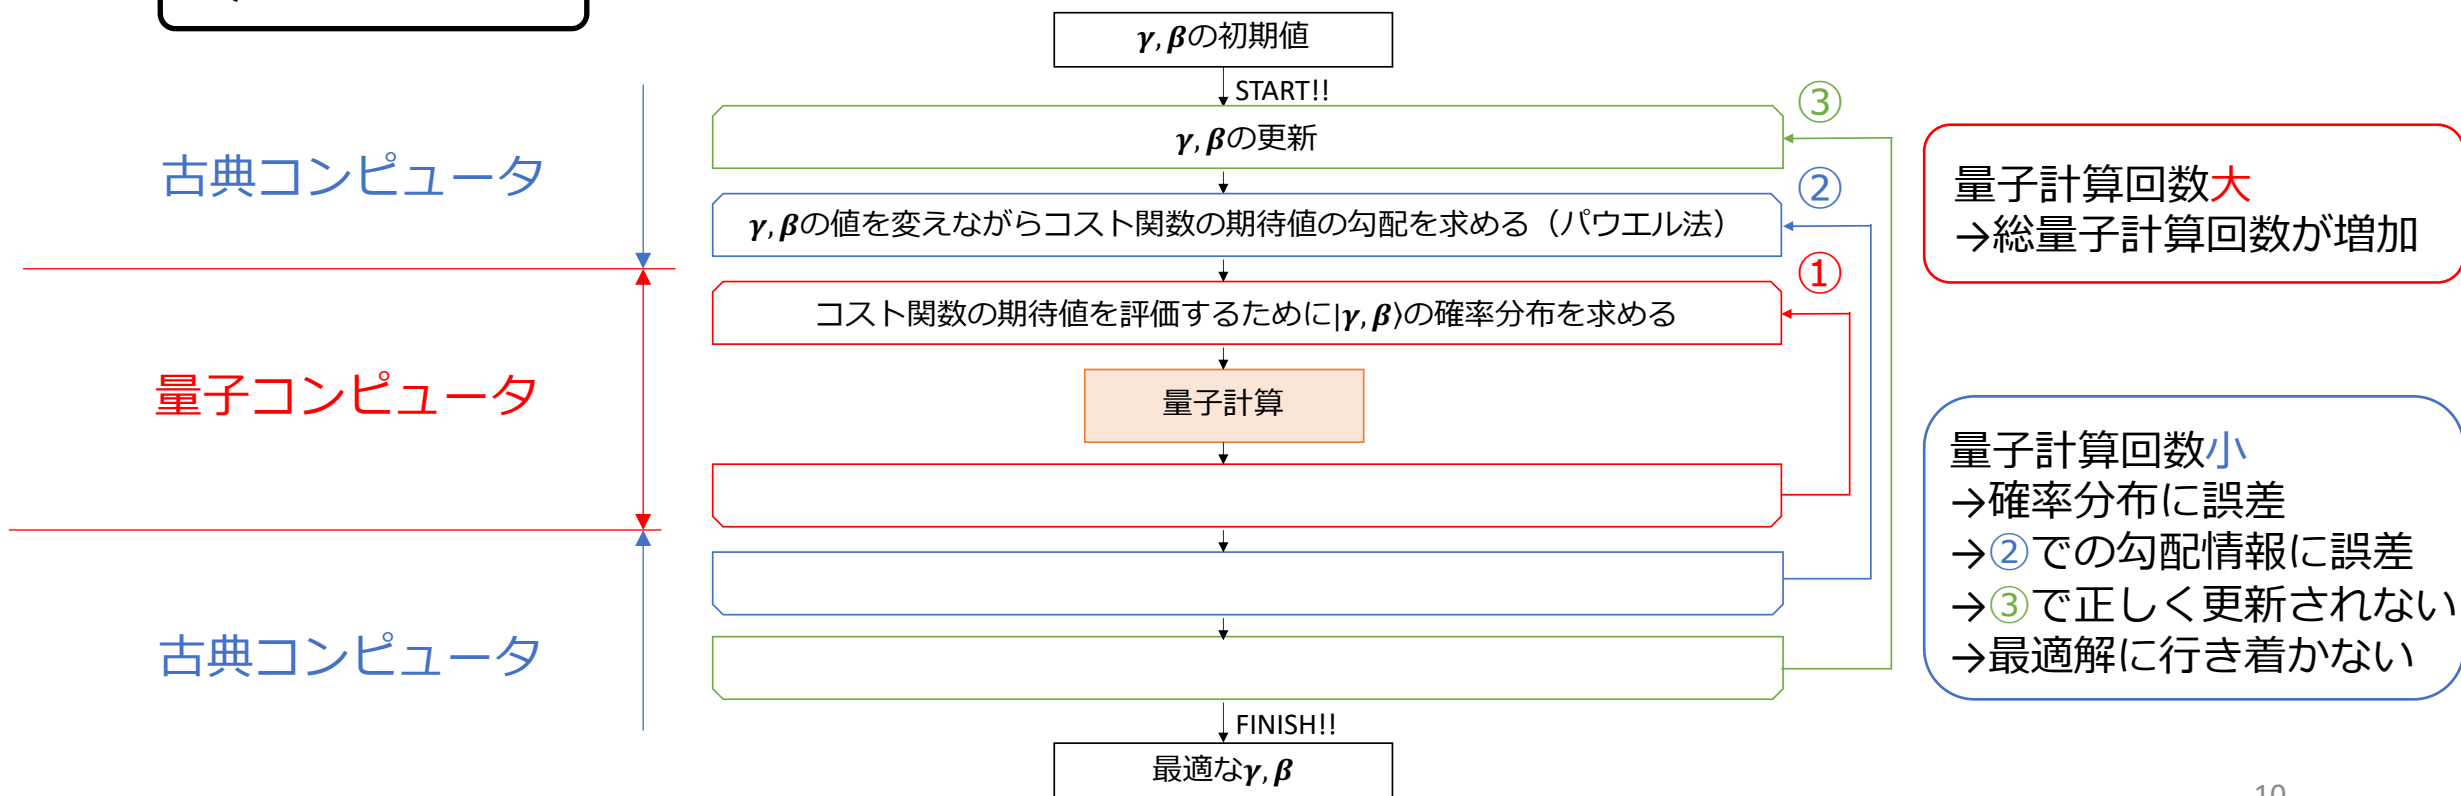 γ, βの初期値
START!!
③
γ, βの更新
②
γ, βの値を変えながらコスト関数の期待値の勾配を求める（パウエル法）
①
コスト関数の期待値を評価するために|γ, β⟩の確率分布を求める
量子計算
FINISH!!
最適なγ, β
古典コンピュータ
量子コンピュータ
古典コンピュータ
量子計算回数大
→総量子計算回数が増加
量子計算回数小
→確率分布に誤差
→②での勾配情報に誤差
→③で正しく更新されない
→最適解に行き着かない
10